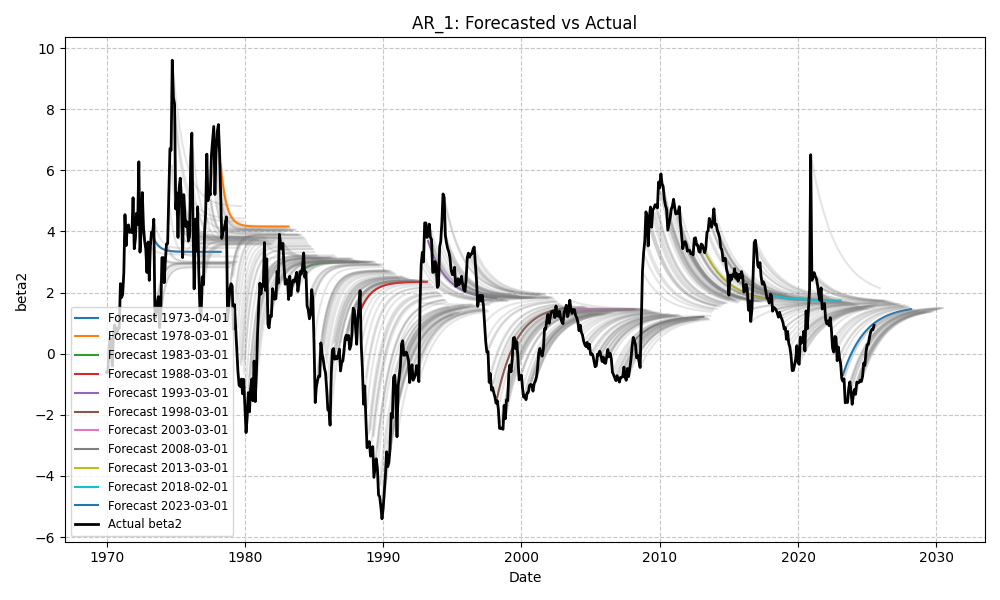 AR_1: Forecasted vs Actual
beta2
10
8
6
4
2
0
−2
−4
−6
Forecast 1973-04-01
Forecast 1978-03-01
Forecast 1983-03-01
Forecast 1988-03-01
Forecast 1993-03-01
Forecast 1998-03-01
Forecast 2003-03-01
Forecast 2008-03-01
Forecast 2013-03-01
Forecast 2018-02-01
Forecast 2023-03-01
Actual beta2
1970 1980 1990 2000 2010 2020 2030
Date